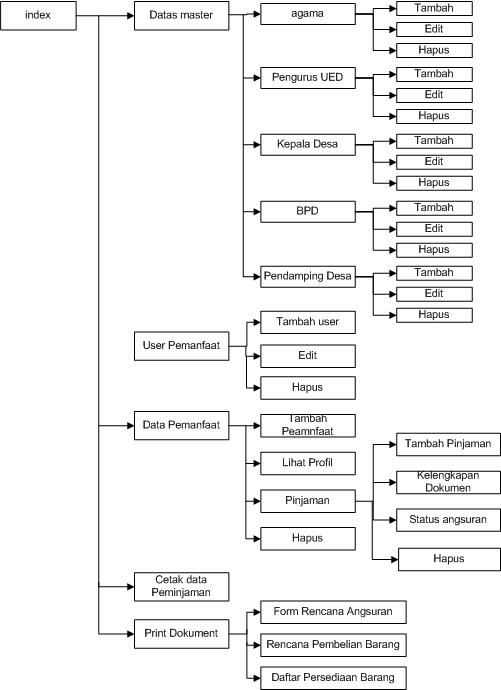 index
Datas master
agama
Tambah
Edit
Hapus
Pengurus UED
Tambah
Edit
Hapus
Kepala Desa
Tambah
Edit
Hapus
BPD
Tambah
Edit
Hapus
Pendamping Desa
Tambah
Edit
Hapus
User Pemanfaat
Tambah user
Edit
Hapus
Data Pemanfaat
Tambah
Peamnfaat
Lihat Profil
Pinjaman
Tambah Pinjaman
Kelengkapan
Dokumen
Status angsuran
Hapus
Hapus
Cetak data
Peminjaman
Print Dokument
Form Rencana Angsuran
Rencana Pembelian Barang
Daftar Persediaan Barang